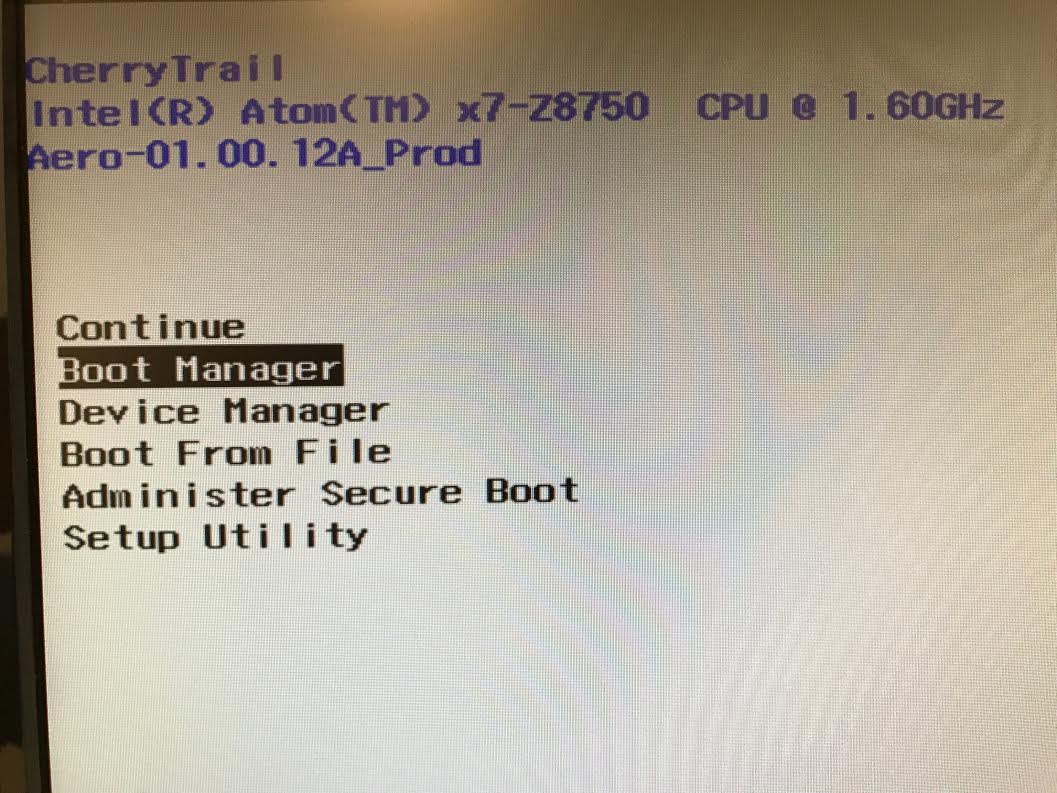 CherryTrail
Intel(R) Atom(TM) x7-Z8750 CPU @ 1.60GHz
Aero-01.00.12A_Prod
Continue
Boot Manager
Device Manager
Boot From File
Administer Secure Boot
Setup Utility